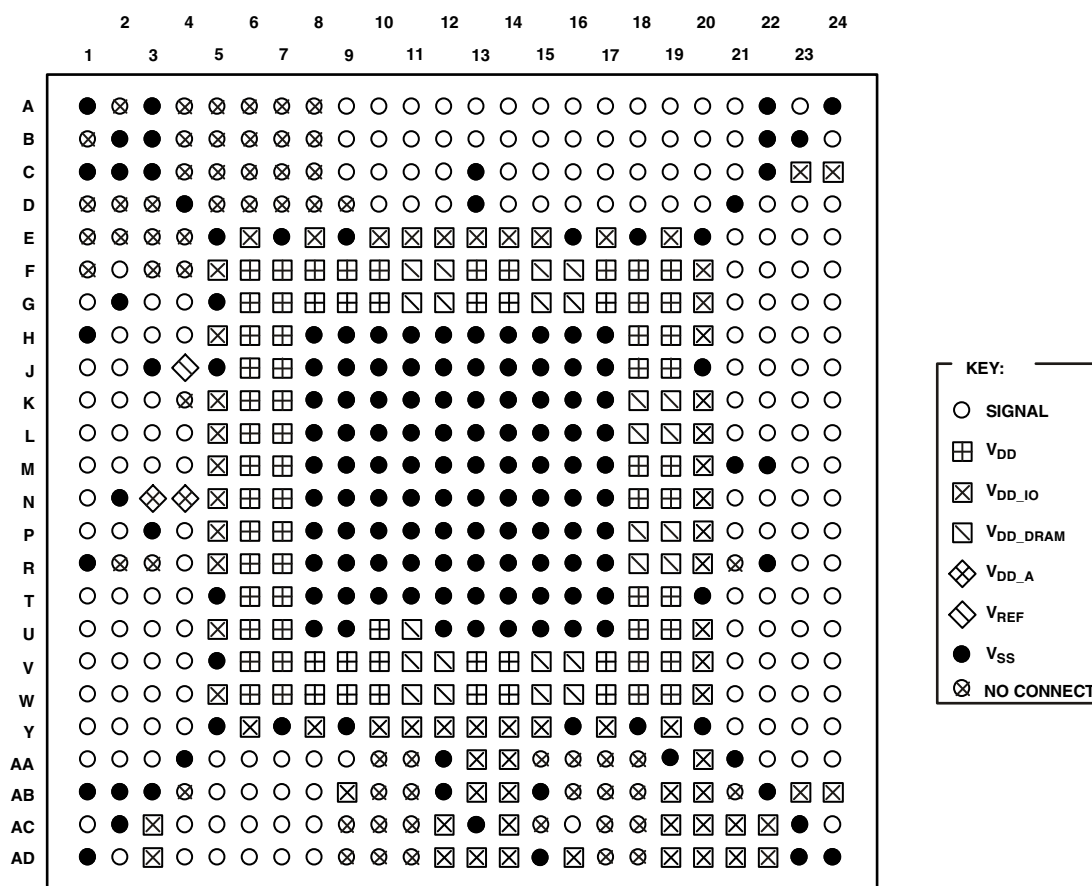 2 4 6 8 10 12 14 16 18 20 22 24
1 3 5 7 9 11 13 15 17 19 21 23
A
B
C
D
E
F
G
H
J
K
L
M
N
P
R
T
U
V
W
Y
AA
AB
AC
AD
KEY:
SIGNAL
VDD
VDD_IO
VDD_DRAM
VDD_A
VREF
VSS
NO CONNECT